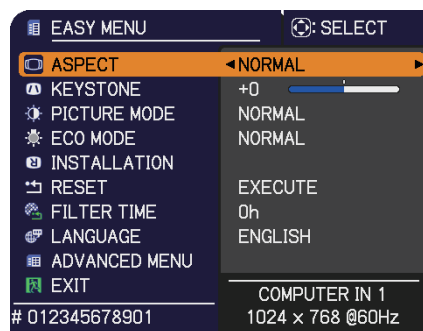 EASY MENU : SELECT
ASPECT NORMAL
KEYSTONE +0
PICTURE MODE NORMAL
ECO MODE NORMAL
INSTALLATION
RESET EXECUTE
FILTER TIME 0h
LANGUAGE ENGLISH
ADVANCED MENU
EXIT
COMPUTER IN 1
# 012345678901 1024 x 768 @60Hz